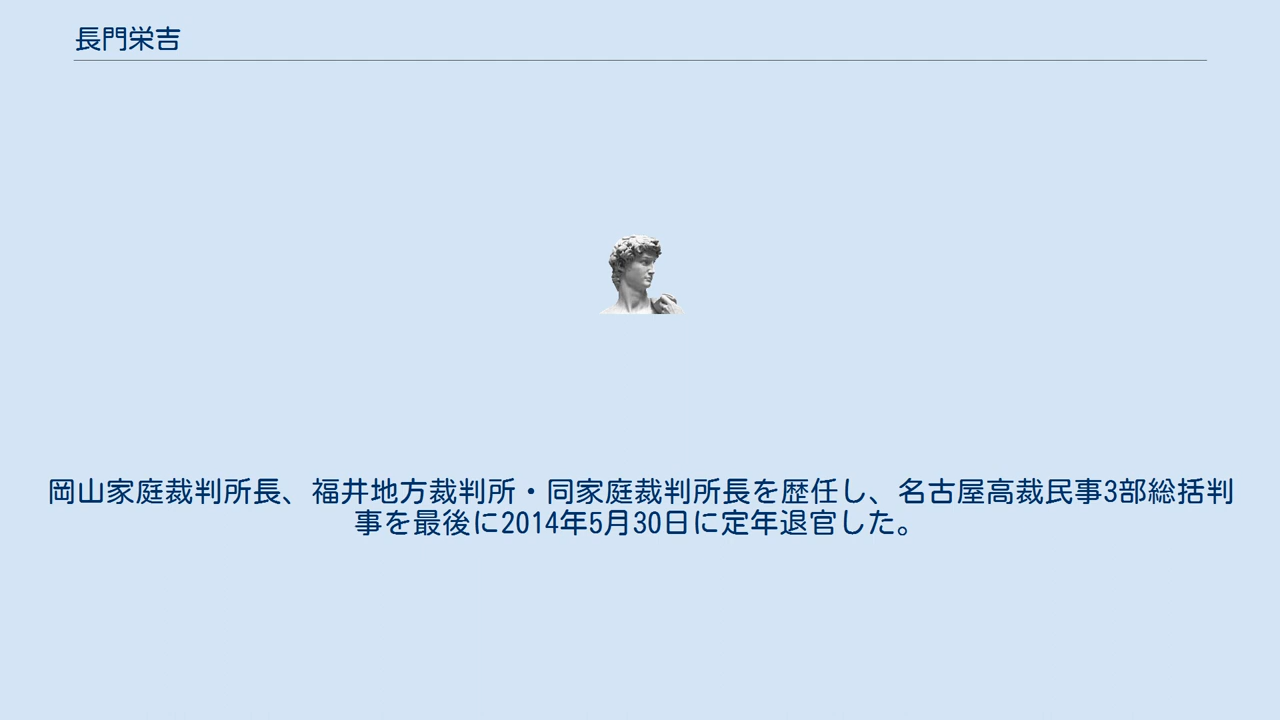 長門栄吉
岡山家庭裁判所長、福井地方裁判所・同家庭裁判所長を歴任し、名古屋高裁民事3部総括判
事を最後に2014年5月30日に定年退官した。